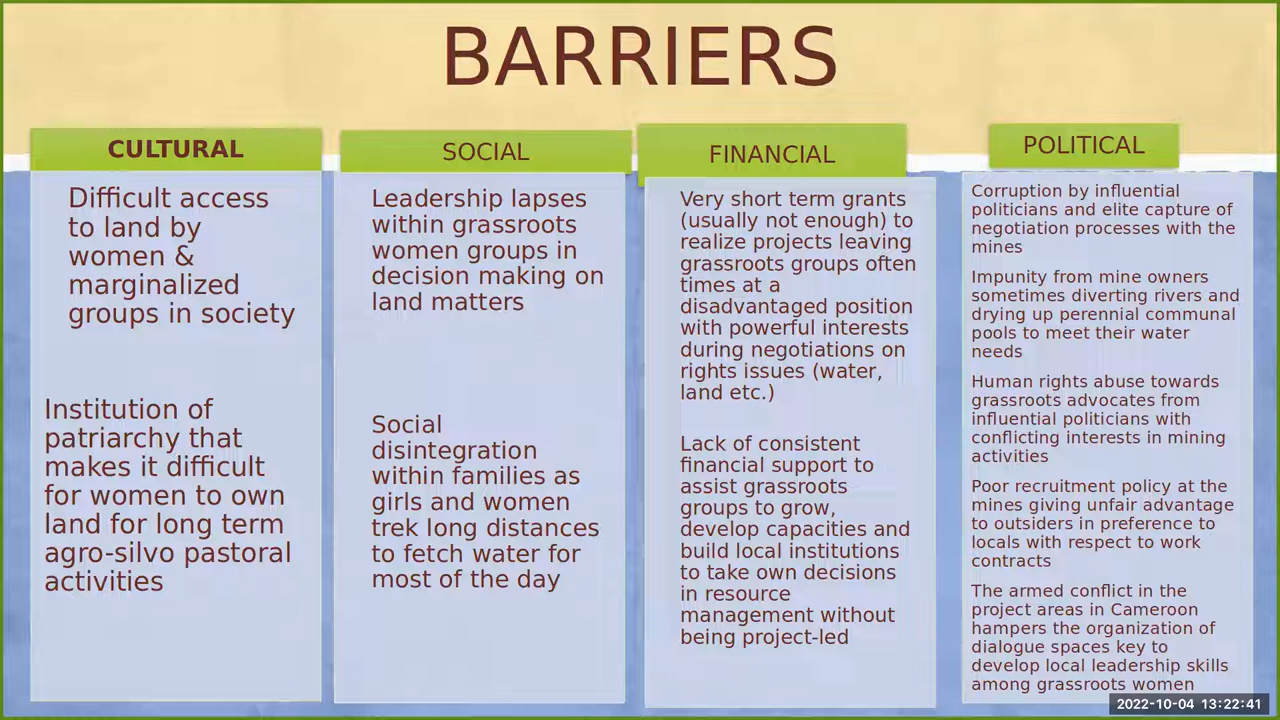 BARRIERS
CULTURAL
Difficult access
to land by
women &
marginalized
groups in society
Institution of
patriarchy that
makes it difficult
for women to own
land for long term
agro-silvo pastoral
activities
SOCIAL
Leadership lapses
within grassroots
women groups in
decision making on
land matters
Social
disintegration
within families as
girls and women
trek long distances
to fetch water for
most of the day
FINANCIAL
Very short term grants
(usually not enough) to
realize projects leaving
grassroots groups often
times at a
disadvantaged position
with powerful interests
during negotiations on
rights issues (water,
land etc.)
Lack of consistent
financial support to
assist grassroots
groups to grow,
develop capacities and
build local institutions
to take own decisions
in resource
management without
being project-led
POLITICAL
Corruption by influential
politicians and elite capture of
negotiation processes with the
mines
Impunity from mine owners
sometimes diverting rivers and
drying up perennial communal
pools to meet their water
needs
Human rights abuse towards
grassroots advocates from
influential politicians with
conflicting interests in mining
activities
Poor recruitment policy at the
mines giving unfair advantage
to outsiders in preference to
locals with respect to work
contracts
The armed conflict in the
project areas in Cameroon
hampers the organization of
dialogue spaces key to
develop local leadership skills
among grassroots women
2022-10-04 13:22:41